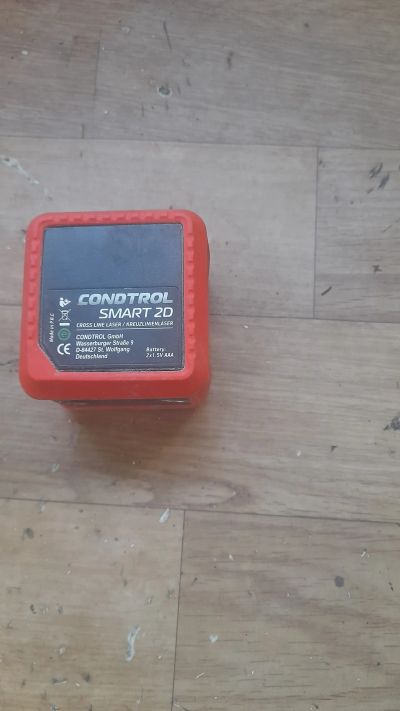 CONDTROL
SMART 2D
CROSS LINE LASER / KREUZLINIENLASER
CONDTROL GmbH
Wasserburger Straße 9
D-84427 St. Wolfgang
Deutschland
Battery:
2x1.5V AAA
CE
Made in P.R.C